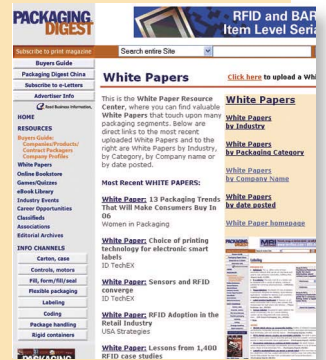 PACKAGING
DIGEST
RFID and BAR
Item Level Seria
Subscribe to print magazine
Search entire Site
Buyers Guide
Packaging Digest China
Subscribe to e-Letters
Advertiser Info
Reed Business Information.
HOME
RESOURCES
Buyers Guide:
Companies/Products/
Contract Packagers
Company Profiles
White Papers
Online Bookstore
Games/Quizzes
eBook Library
Industry Events
Career Opportunities
Classifieds
Associations
Editorial Archives
INFO CHANNELS
Carton, case
Controls, motors
Fill, form/fill/seal
Flexible packaging
Labeling
Coding
Package handling
Rigid containers
White Papers
Click here to upload a Whi
This is the White Paper Resource
Center, where you can find valuable
White Papers that touch upon many
packaging segments. Below are
direct links to the most recent
uploaded White Papers and to the
right are White Papers by Industry,
by Category, by Company name or
by date posted.
Most Recent WHITE PAPERS:
White Paper: 13 Packaging Trends
That Will Make Consumers Buy In
06
Women in Packaging
White Paper: Choice of printing
technology for electronic smart
labels
ID TechEX
White Paper: Sensors and RFID
converge
ID TechEX
White Paper: RFID Adoption in the
Retail Industry
USA Strategies
White Paper: Lessons from 1,400
RFID case studies
White Papers
White Papers
by Industry
White Papers
by Packaging Category
White Papers
by Company Name
White Papers
by date posted
White Paper homepage